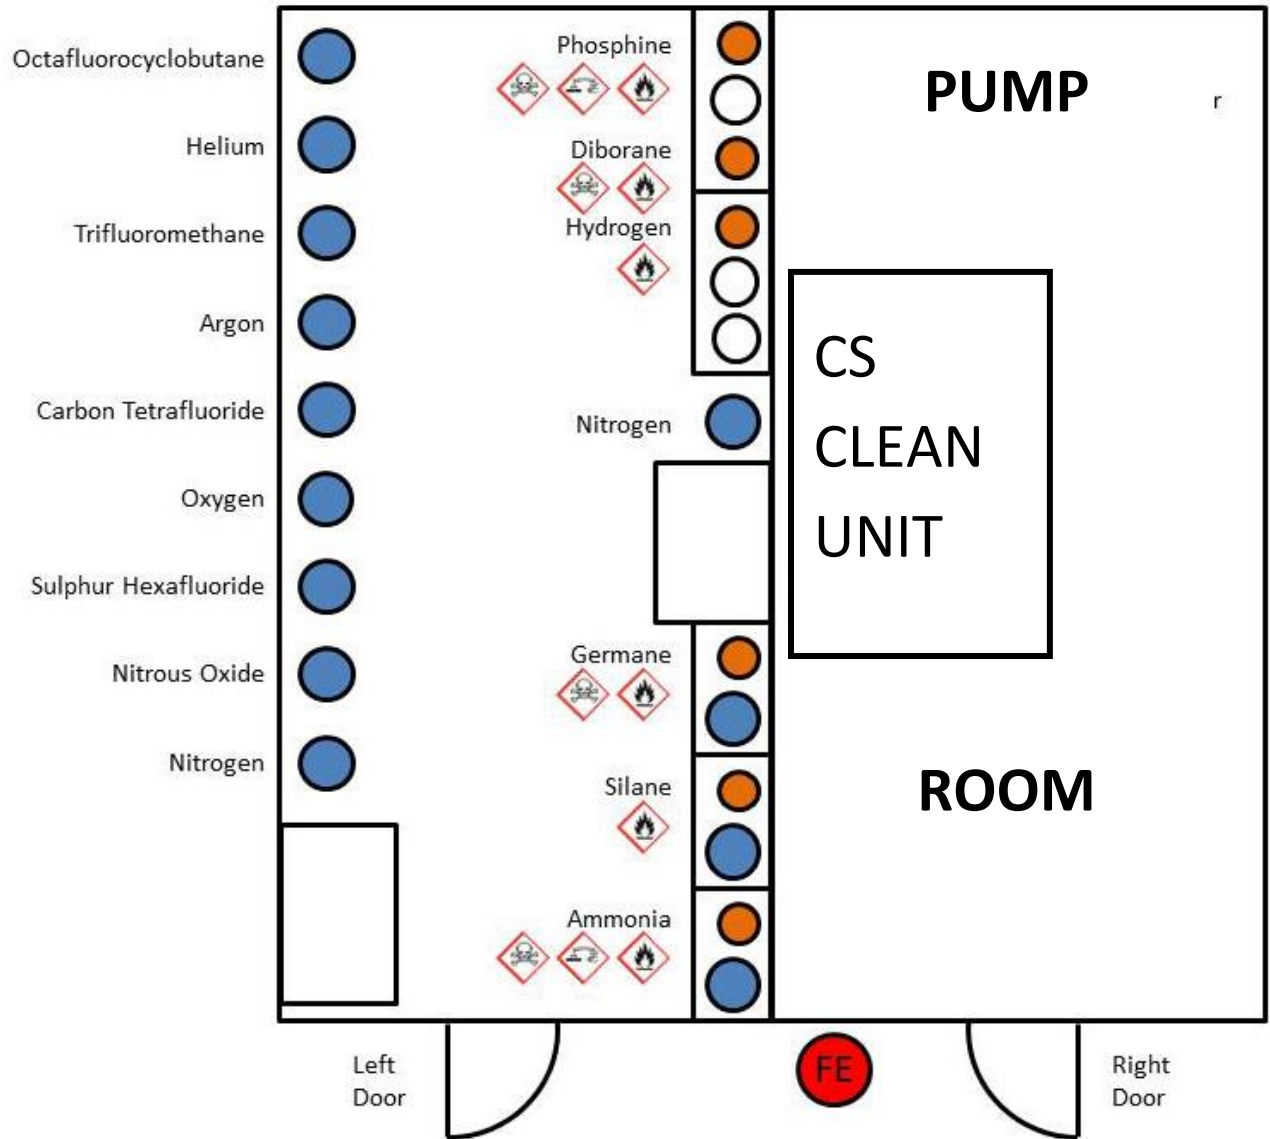 Octafluorocyclobutane
Helium
Trifluoromethane
Argon
Carbon Tetrafluoride
Oxygen
Sulphur Hexafluoride
Nitrous Oxide
Nitrogen
Phosphine
Diborane
Hydrogen
Nitrogen
Germane
Silane
Ammonia
PUMP
r
CS
CLEAN
UNIT
ROOM
Left
Door
FE
Right
Door